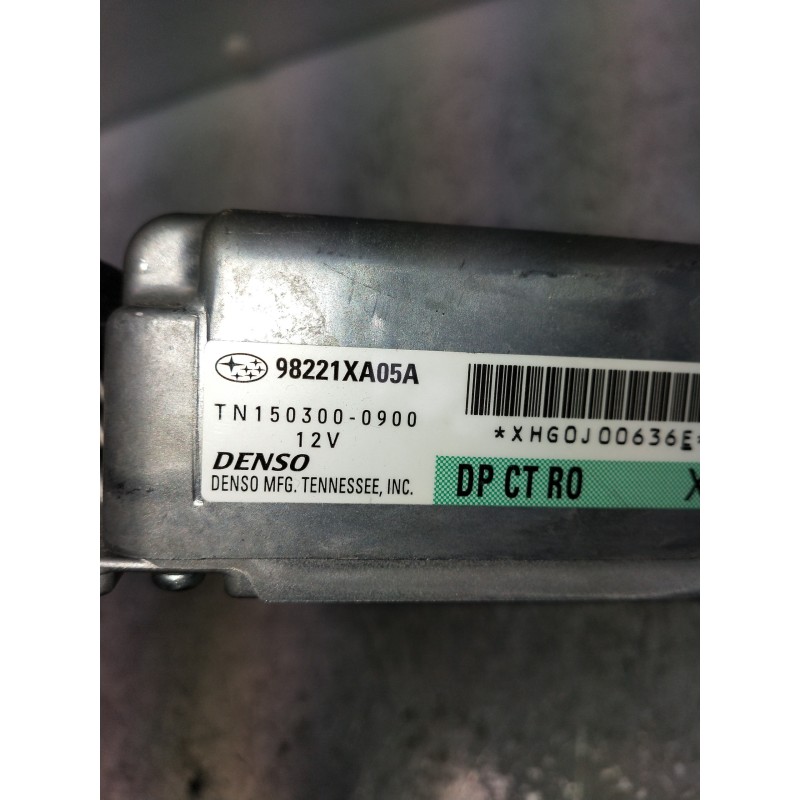 98221XA05A
TN150300-0900
12V
DENSO
DENSO MFG. TENNESSEE, INC.
*XHG0J00636E*
DP CT RO
X